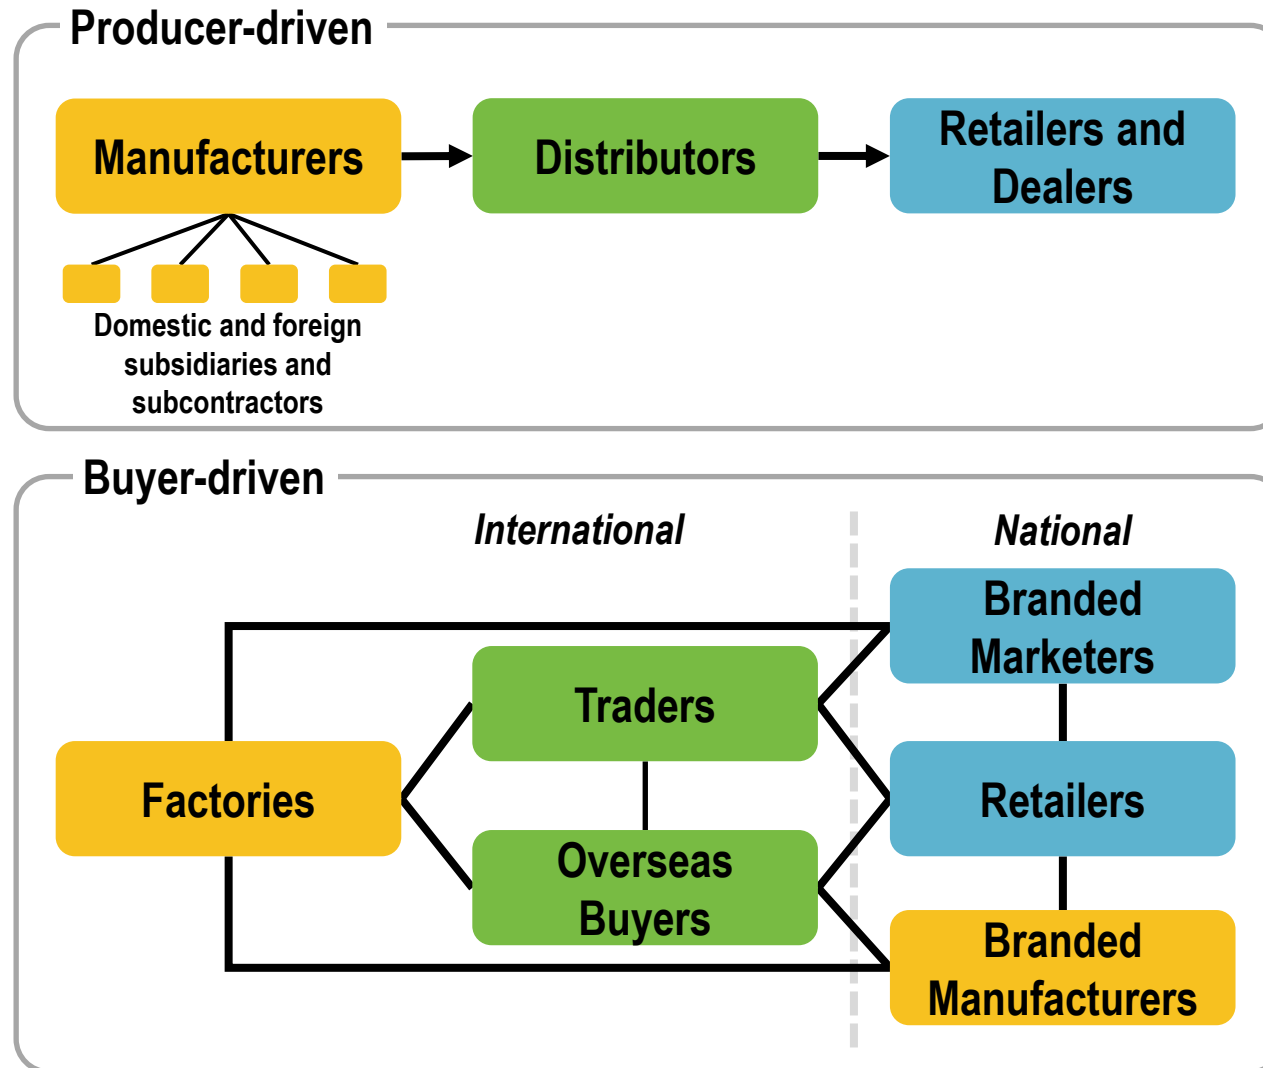 Producer-driven
Manufacturers
Distributors
Retailers and
Dealers
Domestic and foreign
subsidiaries and
subcontractors
Buyer-driven
International
National
Branded
Marketers
Traders
Factories
Retailers
Overseas
Buyers
Branded
Manufacturers